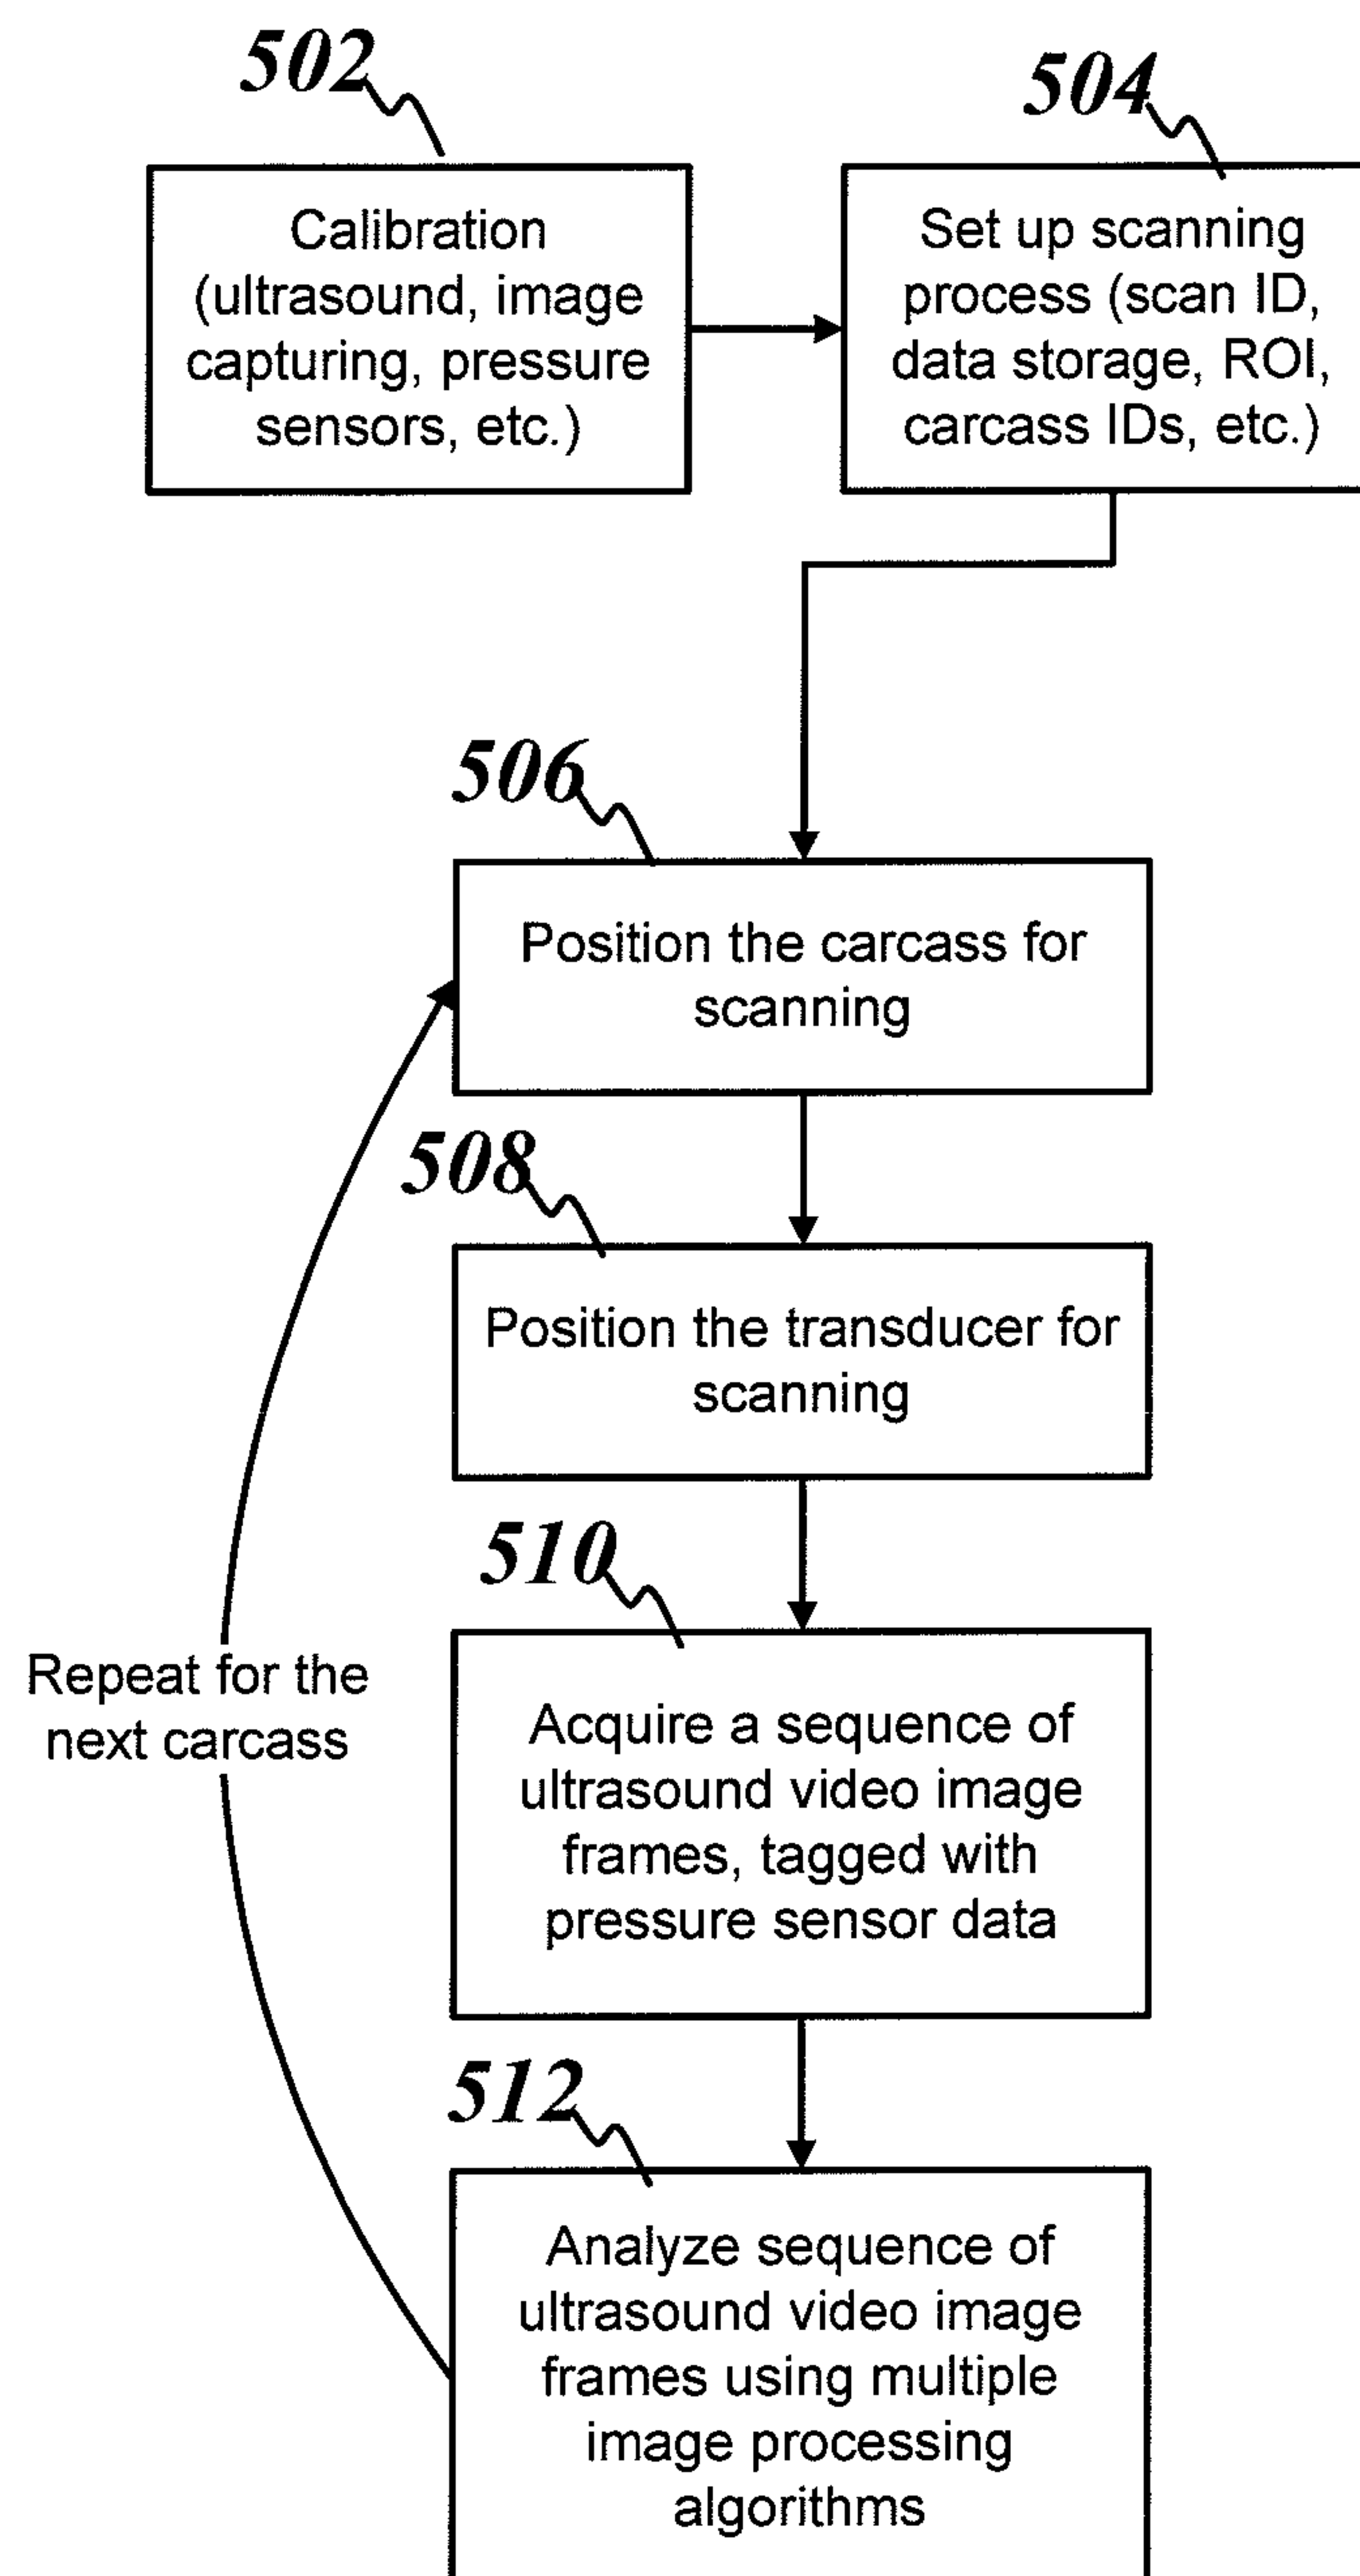 502
Calibration
(ultrasound, image
capturing, pressure
sensors, etc.)
504
Set up scanning
process (scan ID,
data storage, ROI,
carcass IDs, etc.)
506
Position the carcass for
scanning
508
Position the transducer for
scanning
510
Acquire a sequence of
ultrasound video image
frames, tagged with
pressure sensor data
Repeat for the
next carcass
512
Analyze sequence of
ultrasound video image
frames using multiple
image processing
algorithms